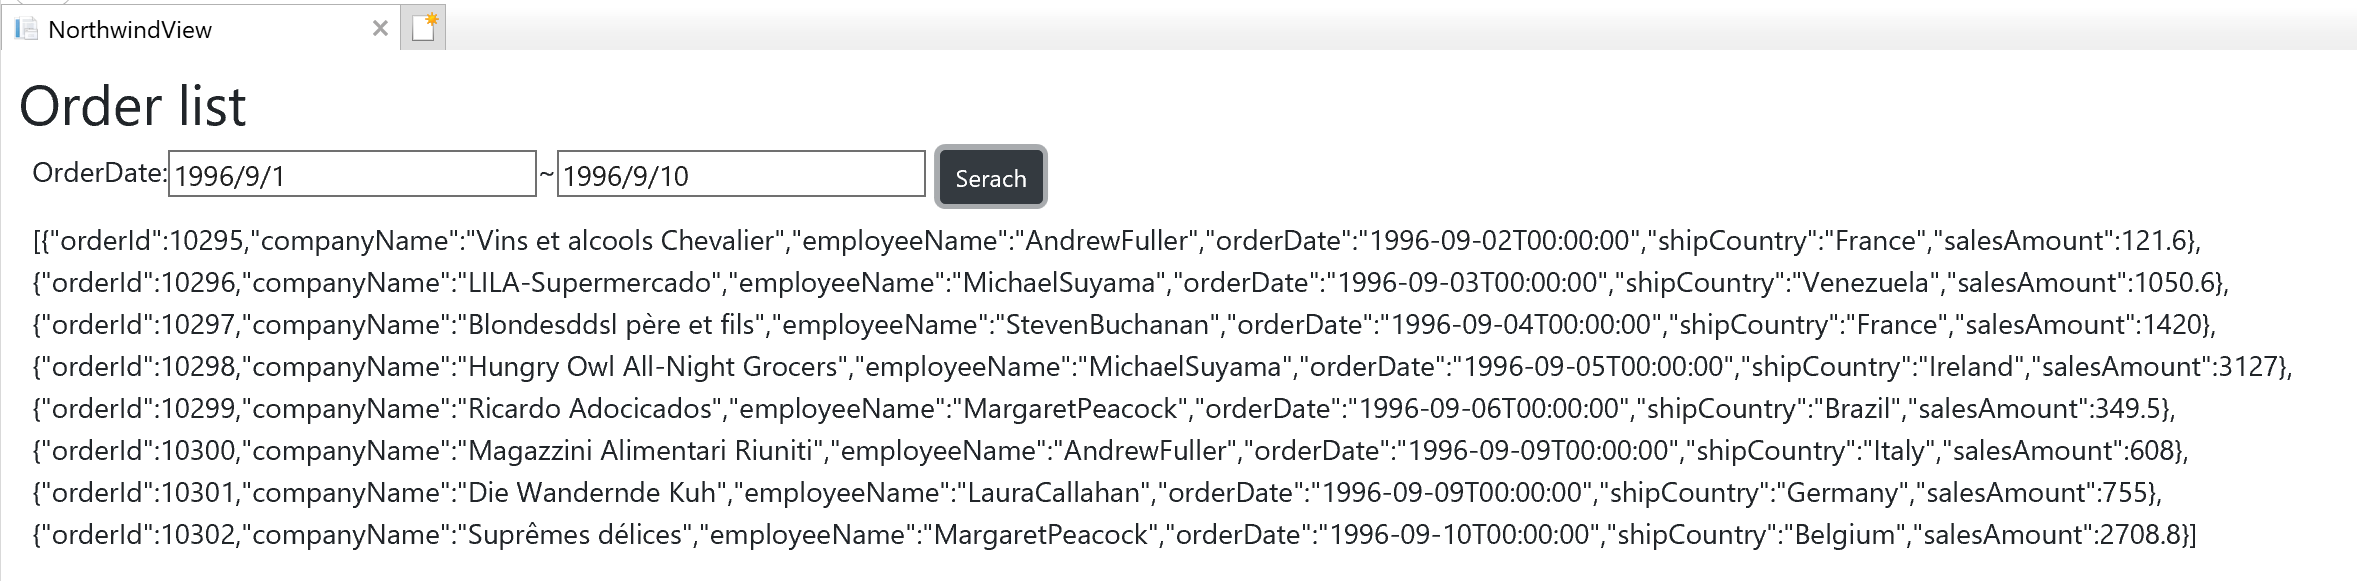 NorthwindView
Order list
OrderDate: 1996/9/1 ~ 1996/9/10 Serach
[{"orderId":10295,"companyName":"Vins et alcools Chevalier","employeeName":"AndrewFuller","orderDate":"1996-09-02T00:00:00","shipCountry":"France","salesAmount":121.6},
{"orderId":10296,"companyName":"LILA-Supermercado","employeeName":"MichaelSuyama","orderDate":"1996-09-03T00:00:00","shipCountry":"Venezuela","salesAmount":1050.6},
{"orderId":10297,"companyName":"Blondesddsl père et fils","employeeName":"StevenBuchanan","orderDate":"1996-09-04T00:00:00","shipCountry":"France","salesAmount":1420},
{"orderId":10298,"companyName":"Hungry Owl All-Night Grocers","employeeName":"MichaelSuyama","orderDate":"1996-09-05T00:00:00","shipCountry":"Ireland","salesAmount":3127},
{"orderId":10299,"companyName":"Ricardo Adocicados","employeeName":"MargaretPeacock","orderDate":"1996-09-06T00:00:00","shipCountry":"Brazil","salesAmount":349.5},
{"orderId":10300,"companyName":"Magazzini Alimentari Riuniti","employeeName":"AndrewFuller","orderDate":"1996-09-09T00:00:00","shipCountry":"Italy","salesAmount":608},
{"orderId":10301,"companyName":"Die Wandernde Kuh","employeeName":"LauraCallahan","orderDate":"1996-09-09T00:00:00","shipCountry":"Germany","salesAmount":755},
{"orderId":10302,"companyName":"Suprêmes délices","employeeName":"MargaretPeacock","orderDate":"1996-09-10T00:00:00","shipCountry":"Belgium","salesAmount":2708.8}]